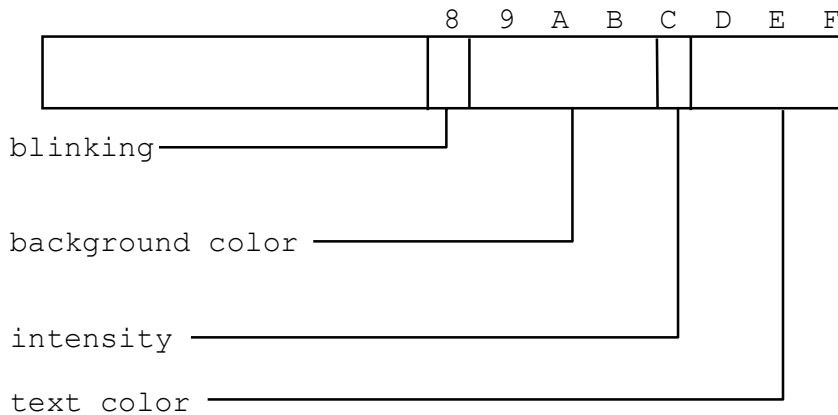 8 9 A B C D E F
blinking
background color
intensity
text color